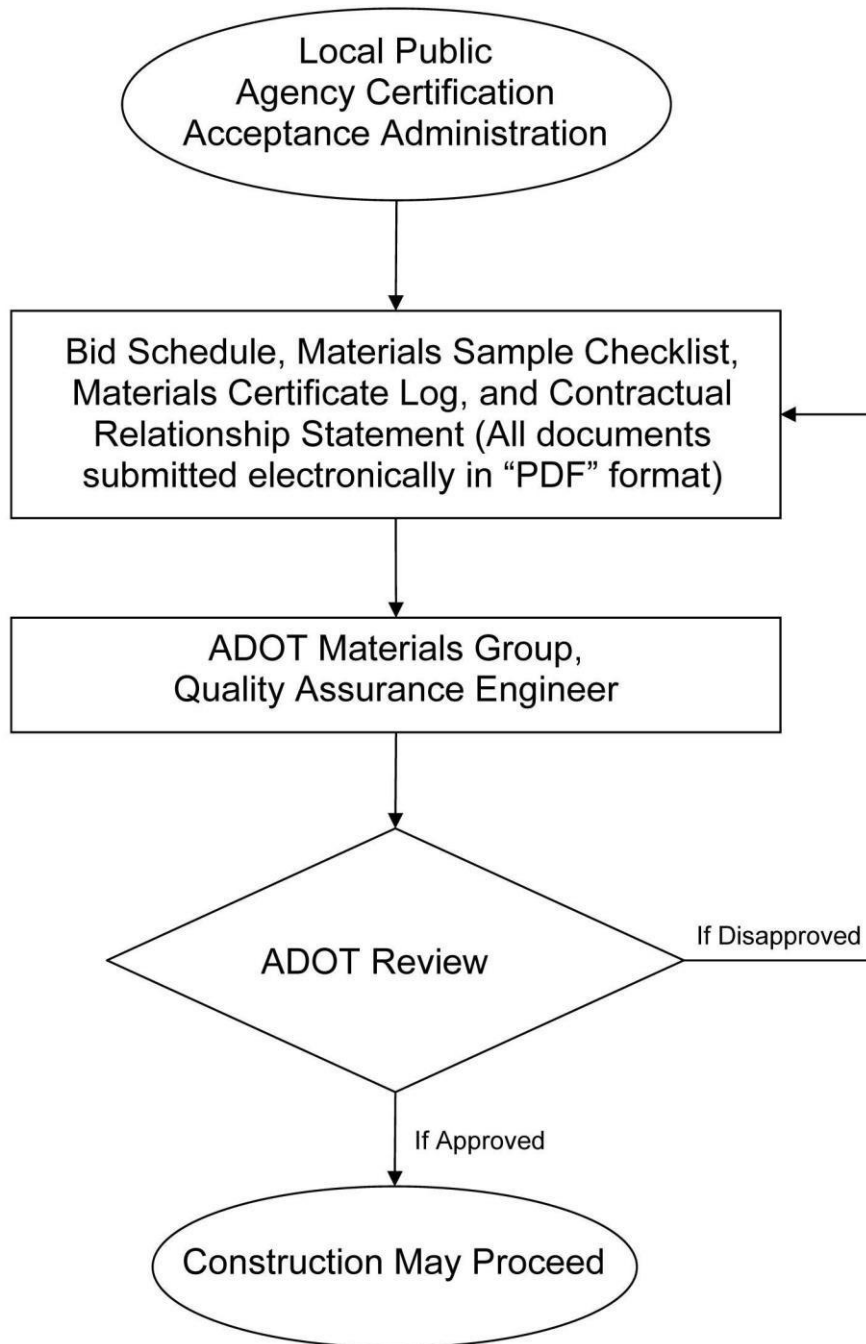 Local Public
Agency Certification
Acceptance Administration
Bid Schedule, Materials Sample Checklist,
Materials Certificate Log, and Contractual
Relationship Statement (All documents
submitted electronically in “PDF” format)
ADOT Materials Group,
Quality Assurance Engineer
ADOT Review
If Disapproved
If Approved
Construction May Proceed